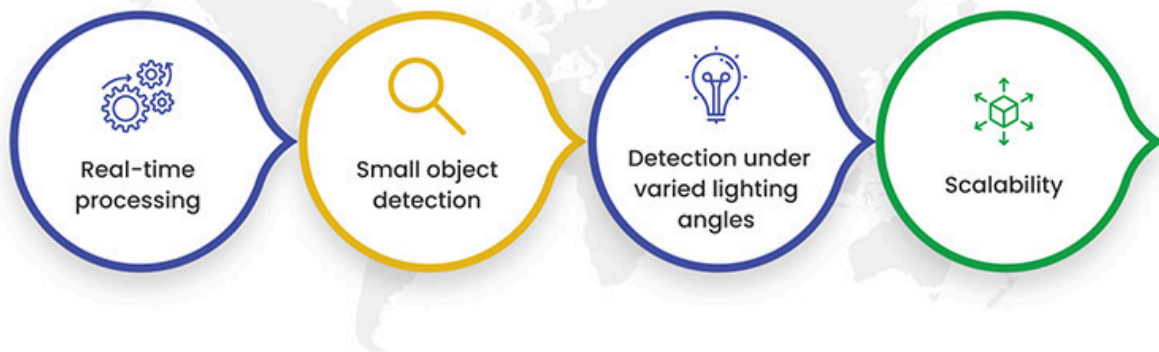 Real-time
processing
Small object
detection
Detection under
varied lighting
angles
Scalability